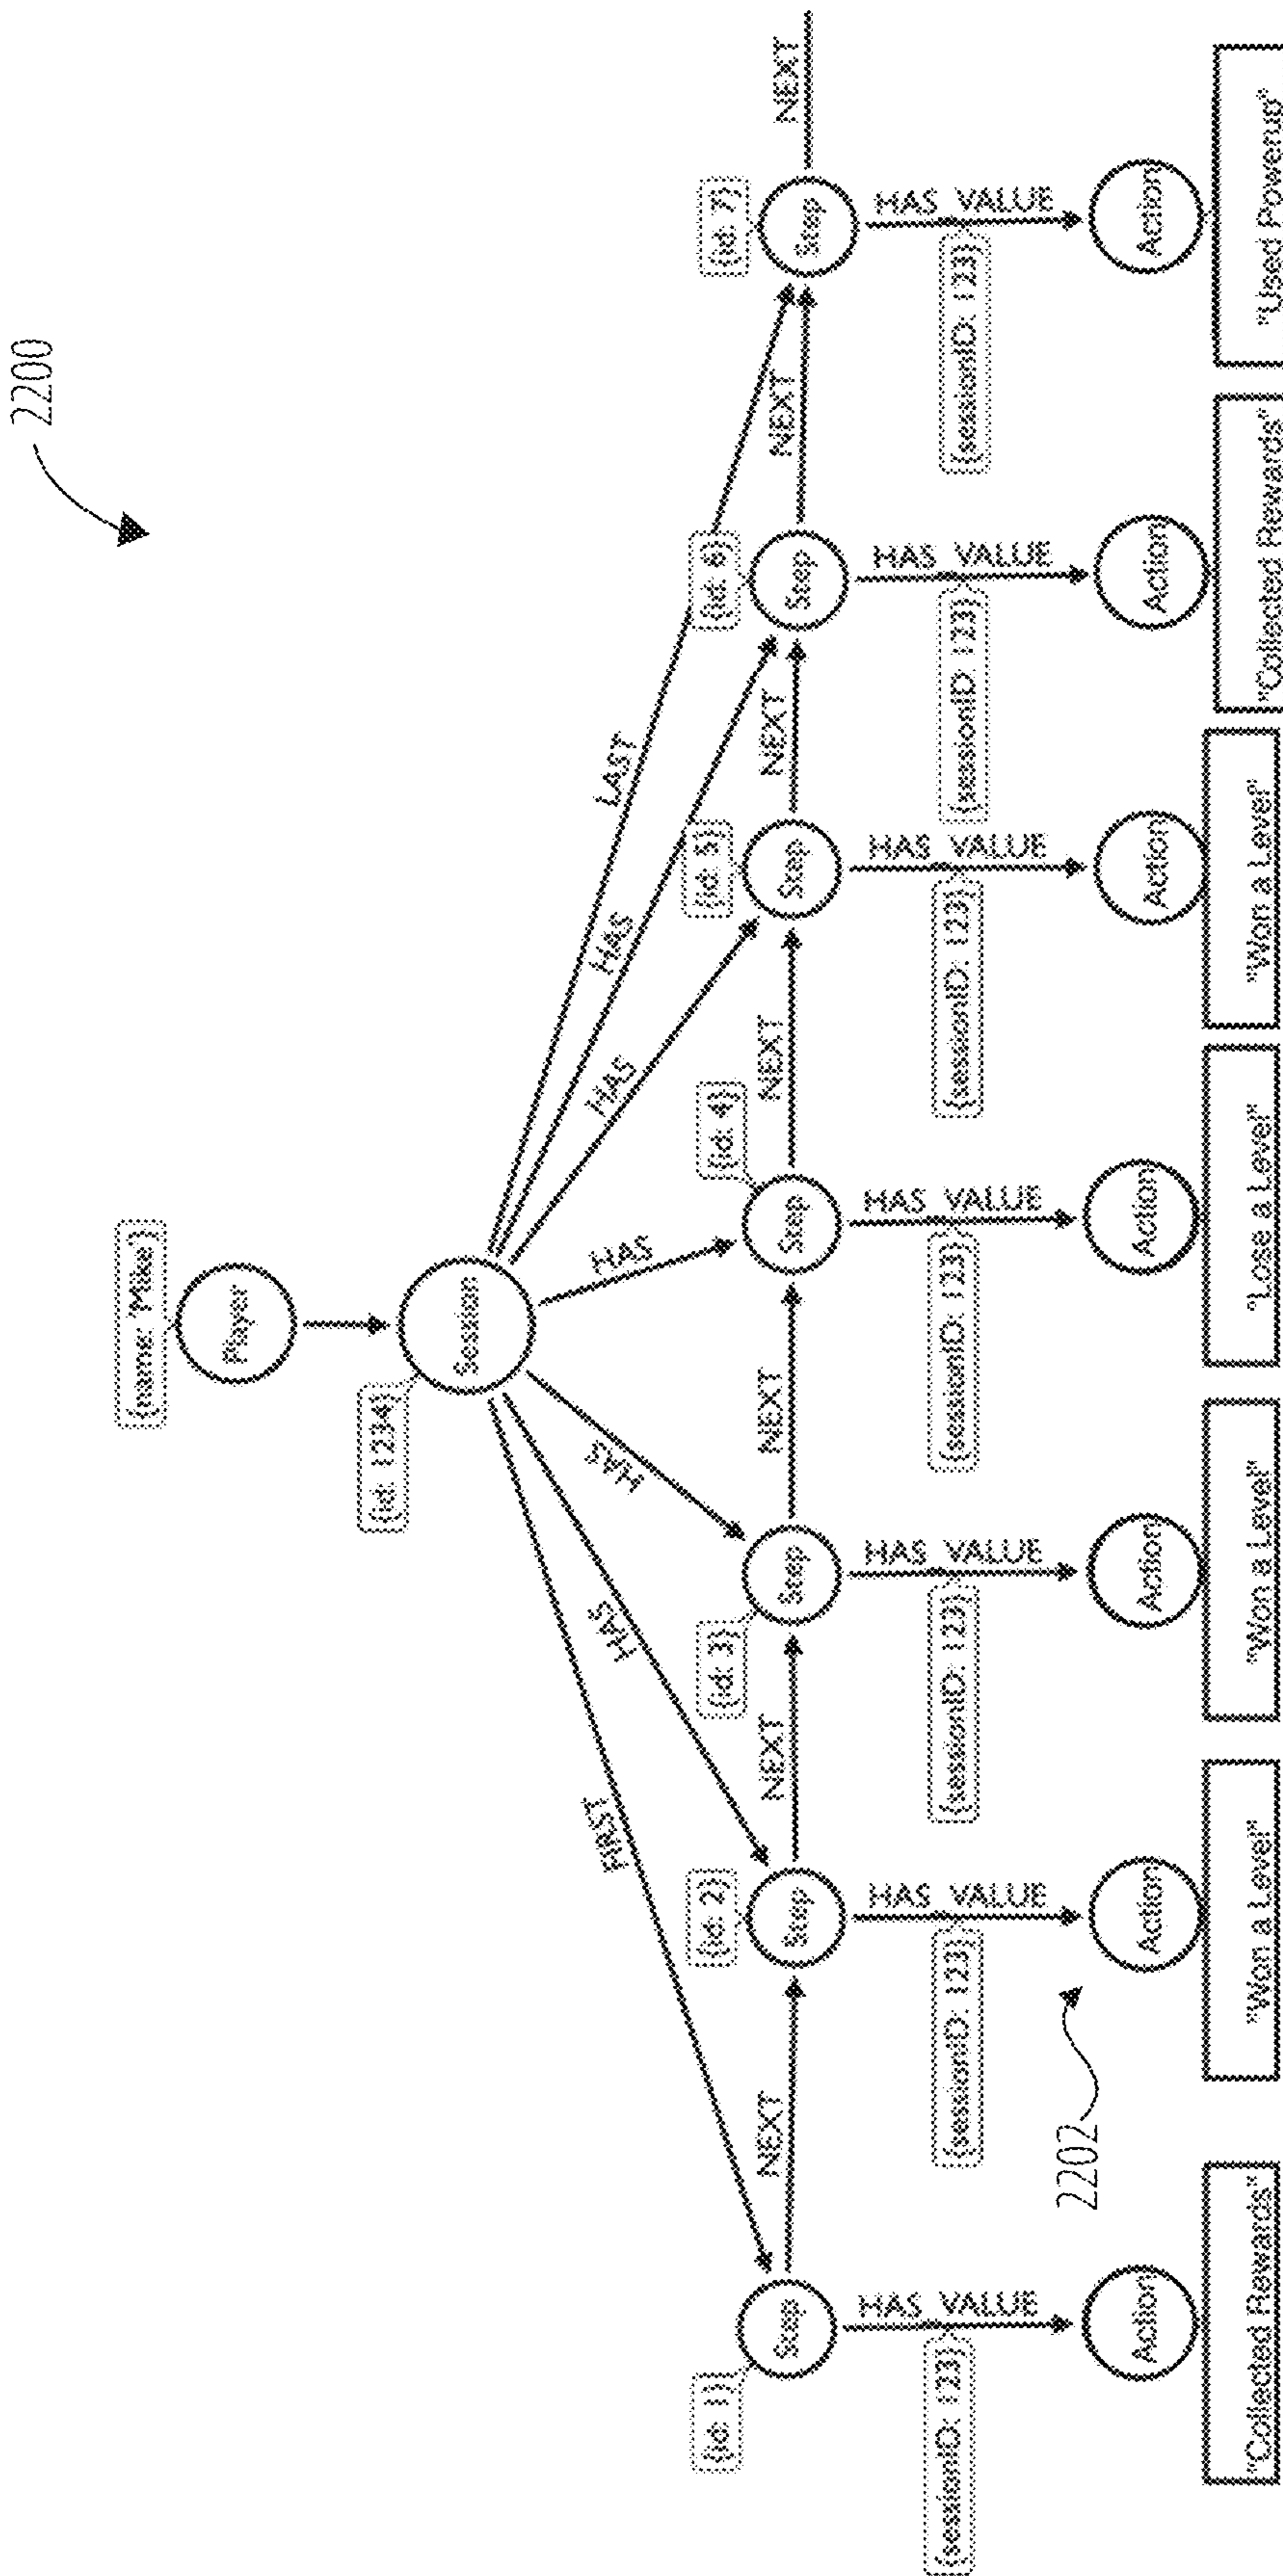 2200
{name: 'Mike'}
Player
{id: 1234}
Session
FIRST
HAS
HAS
HAS
HAS
HAS
LAST
{id: 1}
{id: 2}
{id: 3}
{id: 4}
{id: 5}
{id: 6}
{id: 7}
Step
NEXT
Step
NEXT
Step
NEXT
Step
NEXT
Step
NEXT
Step
NEXT
Step
NEXT
HAS VALUE
HAS VALUE
HAS VALUE
HAS VALUE
HAS VALUE
HAS VALUE
HAS VALUE
{sessionID: 123}
{sessionID: 123}
{sessionID: 123}
{sessionID: 123}
{sessionID: 123}
{sessionID: 123}
{sessionID: 123}
2202
Action
Action
Action
Action
Action
Action
Action
"Collected Rewards"
"Won a Level"
"Won a Level"
"Lose a Level"
"Won a Level"
"Collected Rewards"
"Used Powerup"